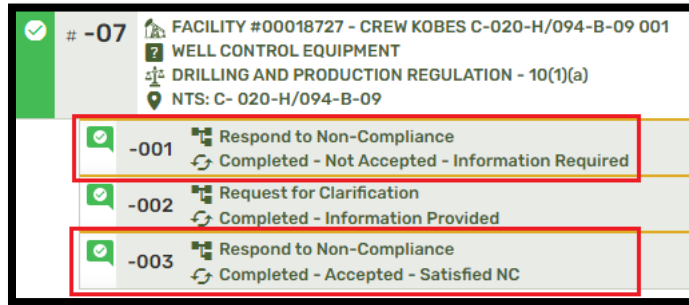 # -07 FACILITY #00018727 - CREW KOBES C-020-H/094-B-09 001
? WELL CONTROL EQUIPMENT
DRILLING AND PRODUCTION REGULATION - 10(1)(a)
NTS: C- 020-H/094-B-09
-001 Respond to Non-Compliance
Completed - Not Accepted - Information Required
-002 Request for Clarification
Completed - Information Provided
-003 Respond to Non-Compliance
Completed - Accepted - Satisfied NC